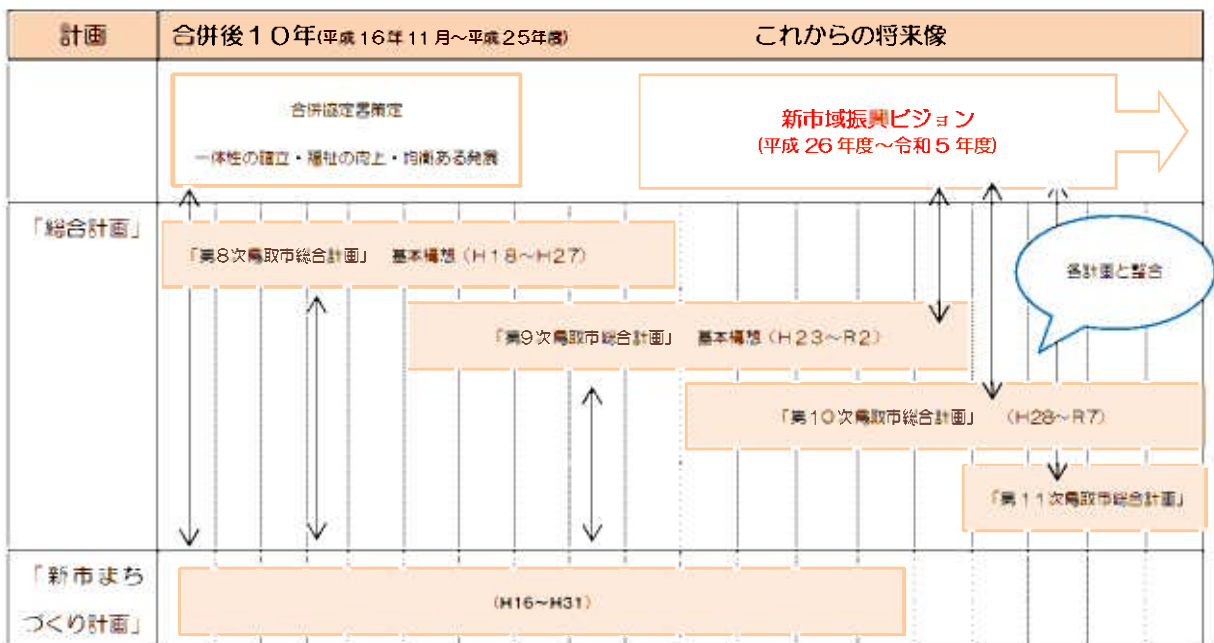 計画
合併後10年(平成16年11月～平成25年度)
これからの将来像
合併協定書策定
一体性の確立・福祉の向上・均衡ある発展
新市域振興ビジョン
(平成26年度～令和5年度)
「総合計画」
「第8次鳥取市総合計画」 基本構想(H18～H27)
各計画と整合
「第9次鳥取市総合計画」 基本構想(H23～R2)
「第10次鳥取市総合計画」 (H28～R7)
「第11次鳥取市総合計画」
「新市まち
づくり計画」
(H16～H31)